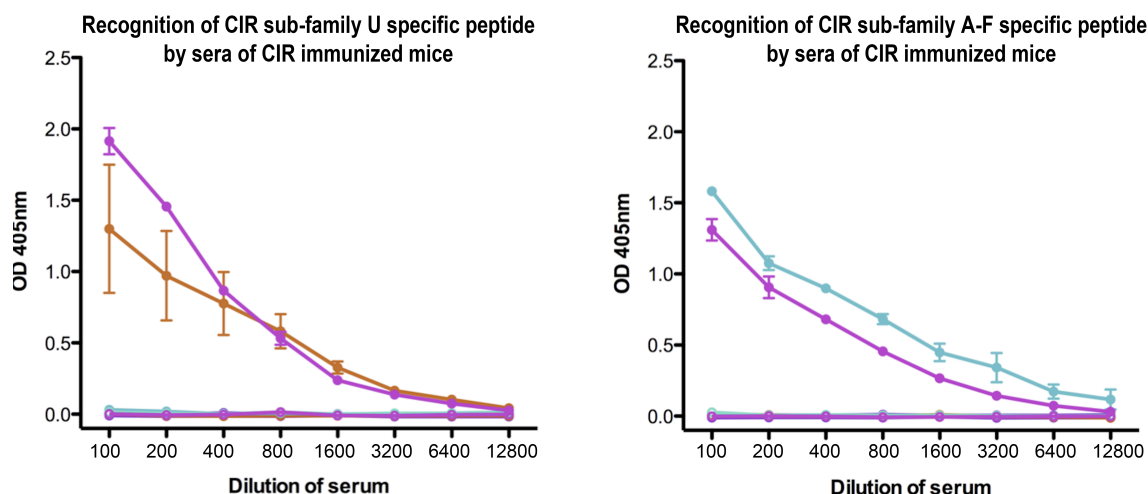 Recognition of CIR sub-family U specific peptide
by sera of CIR immunized mice
2.5
2.0
1.5
1.0
0.5
0.0
OD 405nm
100 200 400 800 1600 3200 6400 12800
Dilution of serum
Recognition of CIR sub-family A-F specific peptide
by sera of CIR immunized mice
2.5
2.0
1.5
1.0
0.5
0.0
OD 405nm
100 200 400 800 1600 3200 6400 12800
Dilution of serum